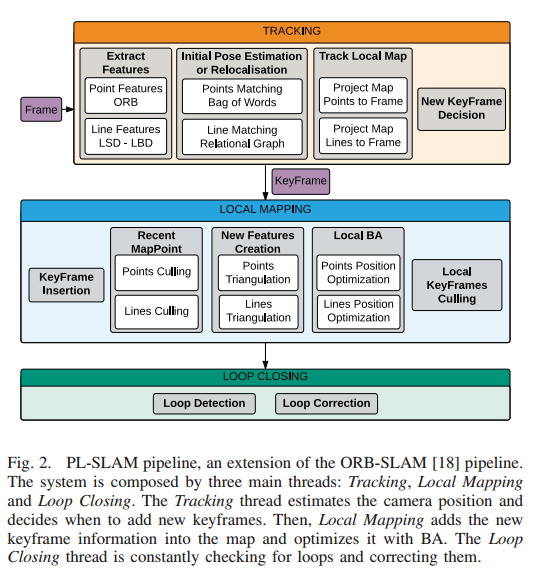 TRACKING
Extract
Features
Point Features
ORB
Line Features
LSD - LBD
Initial Pose Estimation
or Relocalisation
Points Matching
Bag of Words
Line Matching
Relational Graph
Track Local Map
Project Map
Points to Frame
Project Map
Lines to Frame
New KeyFrame
Decision
Frame
KeyFrame
LOCAL MAPPING
KeyFrame
Insertion
Recent
MapPoint
Points Culling
Lines Culling
New Features
Creation
Points
Triangulation
Lines
Triangulation
Local BA
Points Position
Optimization
Lines Position
Optimization
Local
KeyFrames
Culling
LOOP CLOSING
Loop Detection
Loop Correction
Fig. 2. PL-SLAM pipeline, an extension of the ORB-SLAM [18] pipeline.
The system is composed by three main threads: Tracking, Local Mapping
and Loop Closing. The Tracking thread estimates the camera position and
decides when to add new keyframes. Then, Local Mapping adds the new
keyframe information into the map and optimizes it with BA. The Loop
Closing thread is constantly checking for loops and correcting them.